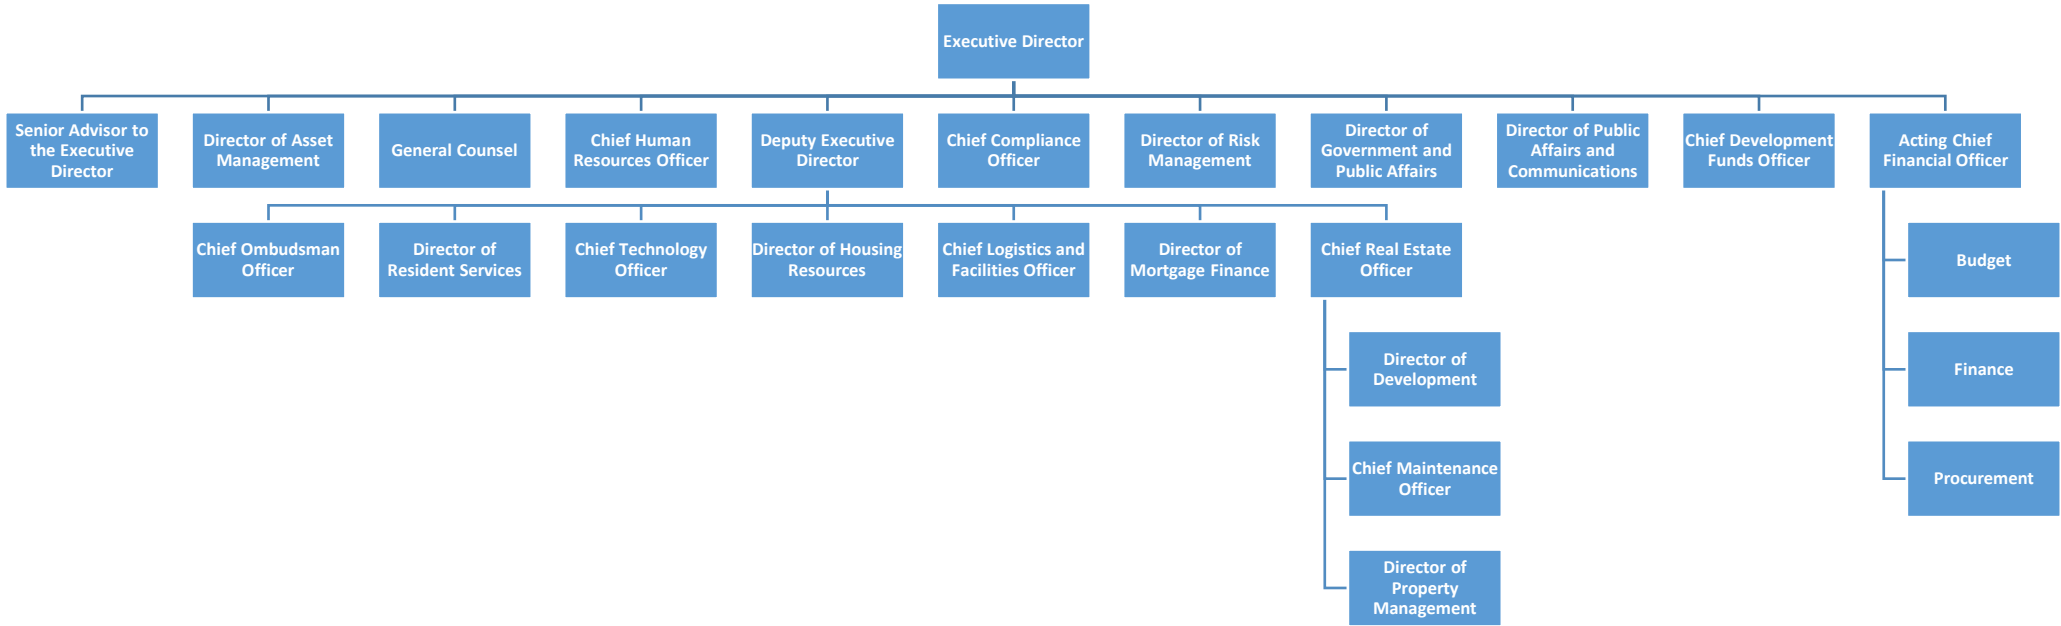 Executive Director
Senior Advisor to
the Executive
Director
Director of Asset
Management
General Counsel
Chief Human
Resources Officer
Deputy Executive
Director
Chief Compliance
Officer
Director of Risk
Management
Director of
Government and
Public Affairs
Director of Public
Affairs and
Communications
Chief Development
Funds Officer
Acting Chief
Financial Officer
Chief Ombudsman
Officer
Director of
Resident Services
Chief Technology
Officer
Director of Housing
Resources
Chief Logistics and
Facilities Officer
Director of
Mortgage Finance
Chief Real Estate
Officer
Budget
Director of
Development
Finance
Chief Maintenance
Officer
Procurement
Director of
Property
Management